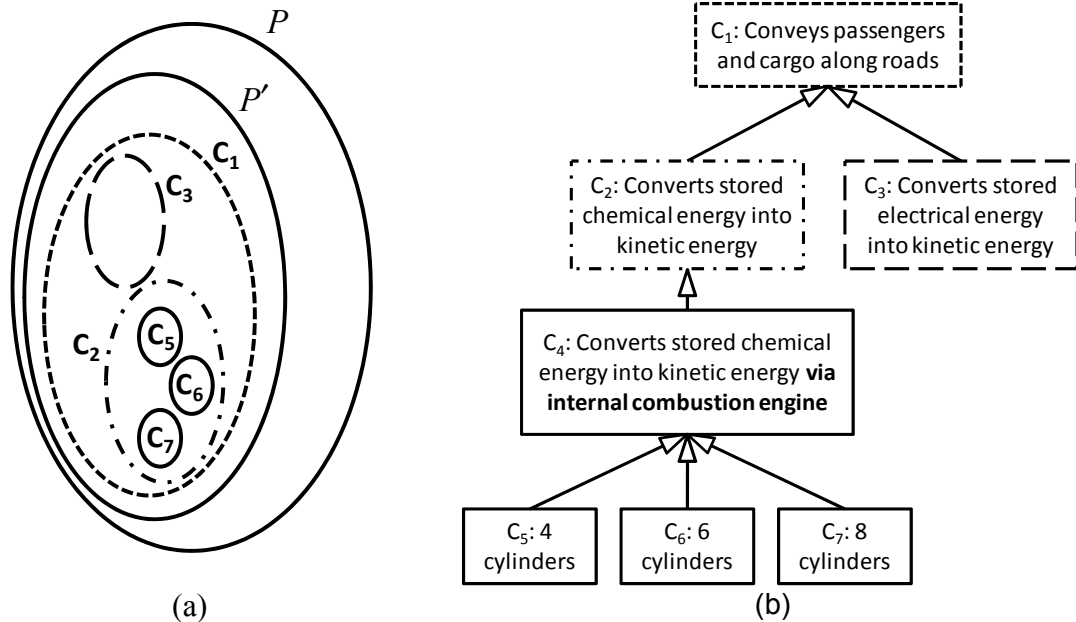 P
P′
C₁
C₃
C₂
C₅
C₆
C₇
(a)
C₁: Conveys passengers
and cargo along roads
C₂: Converts stored
chemical energy into
kinetic energy
C₃: Converts stored
electrical energy
into kinetic energy
C₄: Converts stored chemical
energy into kinetic energy via
internal combustion engine
C₅: 4
cylinders
C₆: 6
cylinders
C₇: 8
cylinders
(b)